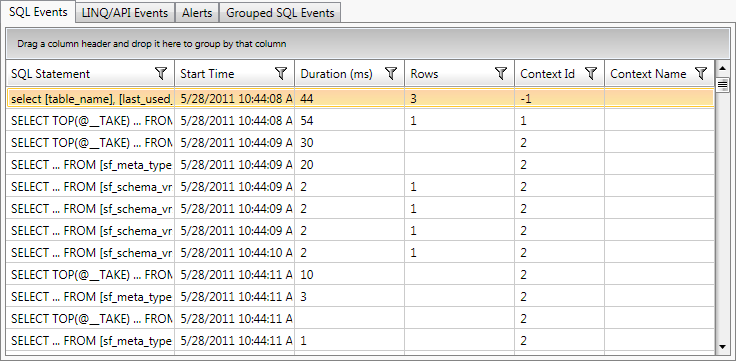 SQL Events LINQ/API Events Alerts Grouped SQL Events
Drag a column header and drop it here to group by that column
SQL Statement Start Time Duration (ms) Rows Context Id Context Name
select [table_name], [last_used_ 5/28/2011 10:44:08 A 44 3 -1
SELECT TOP(@__TAKE) ... FROM 5/28/2011 10:44:08 A 54 1 1
SELECT TOP(@__TAKE) ... FROM 5/28/2011 10:44:09 A 30 2
SELECT ... FROM [sf_meta_type 5/28/2011 10:44:09 A 20 2
SELECT ... FROM [sf_schema_vr 5/28/2011 10:44:09 A 2 1 2
SELECT ... FROM [sf_schema_vr 5/28/2011 10:44:09 A 2 1 2
SELECT ... FROM [sf_schema_vr 5/28/2011 10:44:09 A 2 1 2
SELECT ... FROM [sf_schema_vr 5/28/2011 10:44:10 A 2 1 2
SELECT TOP(@__TAKE) ... FROM 5/28/2011 10:44:11 A 10 2
SELECT ... FROM [sf_meta_type 5/28/2011 10:44:11 A 3 2
SELECT TOP(@__TAKE) ... FROM 5/28/2011 10:44:11 A 2
SELECT ... FROM [sf_meta_type 5/28/2011 10:44:11 A 1 2